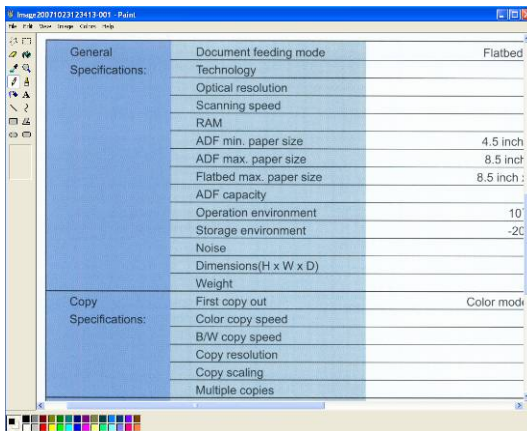 Image20071023123413-001 - Paint
File Edit View Image Colors Help
General Document feeding mode Flatbed
Specifications: Technology
Optical resolution
Scanning speed
RAM
ADF min. paper size 4.5 inch
ADF max. paper size 8.5 inch
Flatbed max. paper size 8.5 inch
ADF capacity
Operation environment 10
Storage environment -20
Noise
Dimensions(H x W x D)
Weight
Copy First copy out Color mode
Specifications: Color copy speed
B/W copy speed
Copy resolution
Copy scaling
Multiple copies